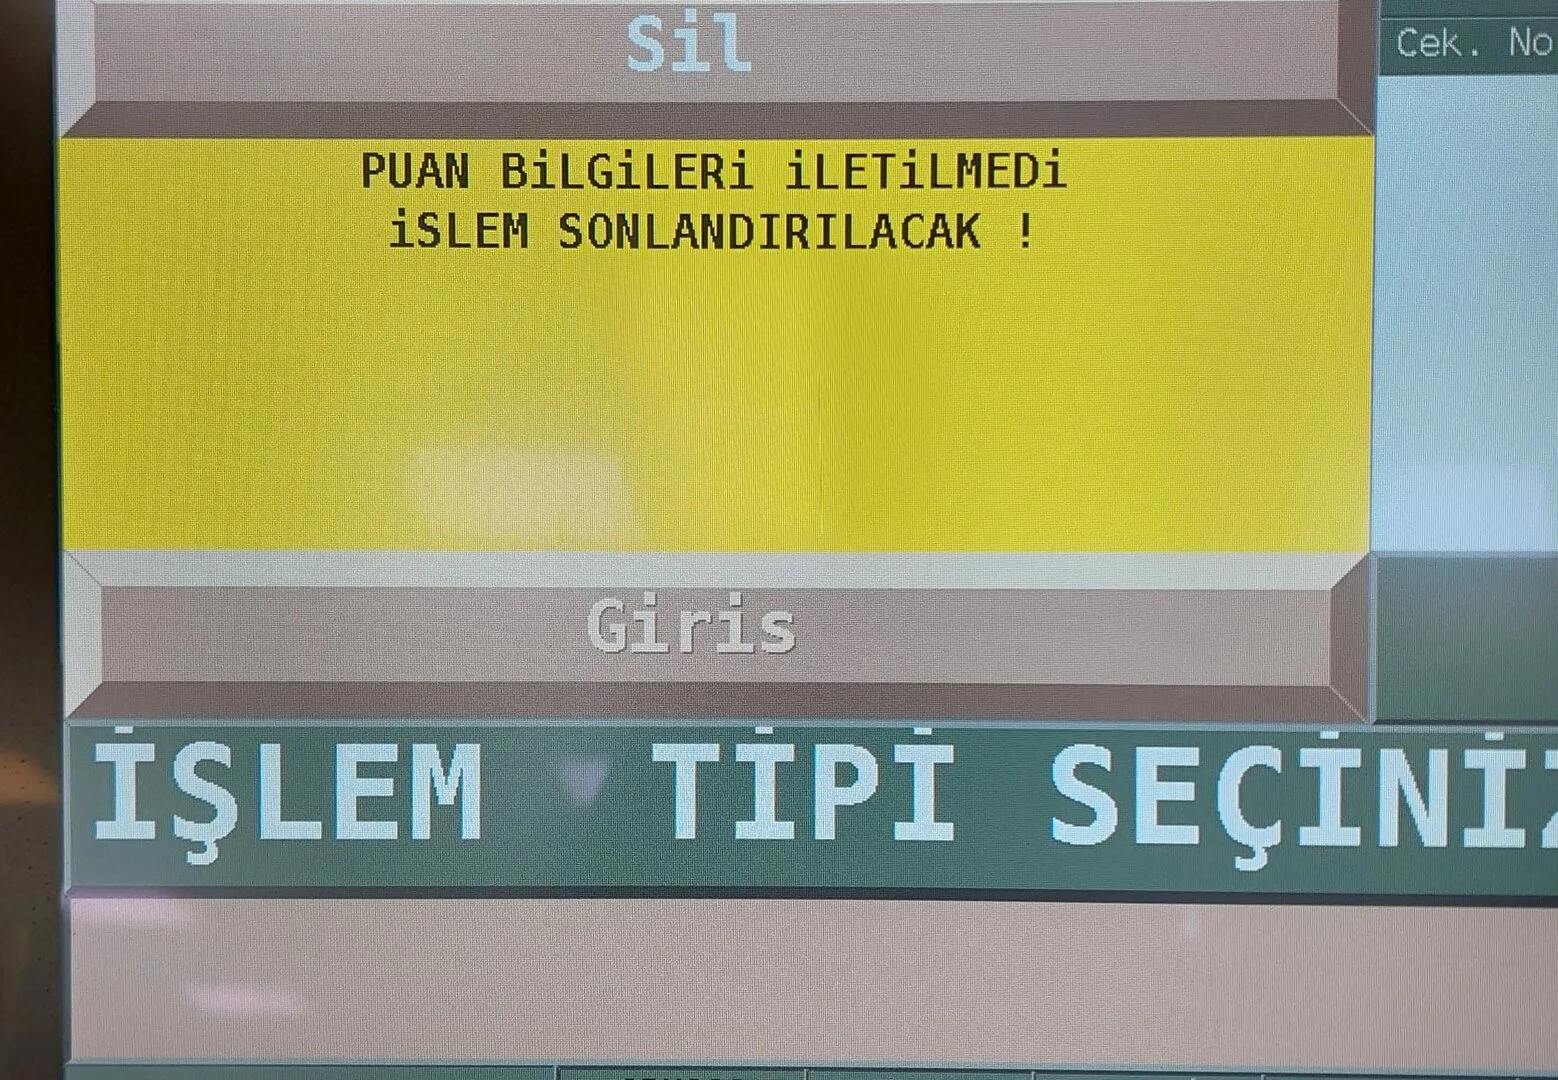 Sil
Cek. No
PUAN BiLGiLERi iLETiLMEDi
iSLEM SONLANDIRILACAK !
Giris
İŞLEM TİPİ SEÇİNİZ